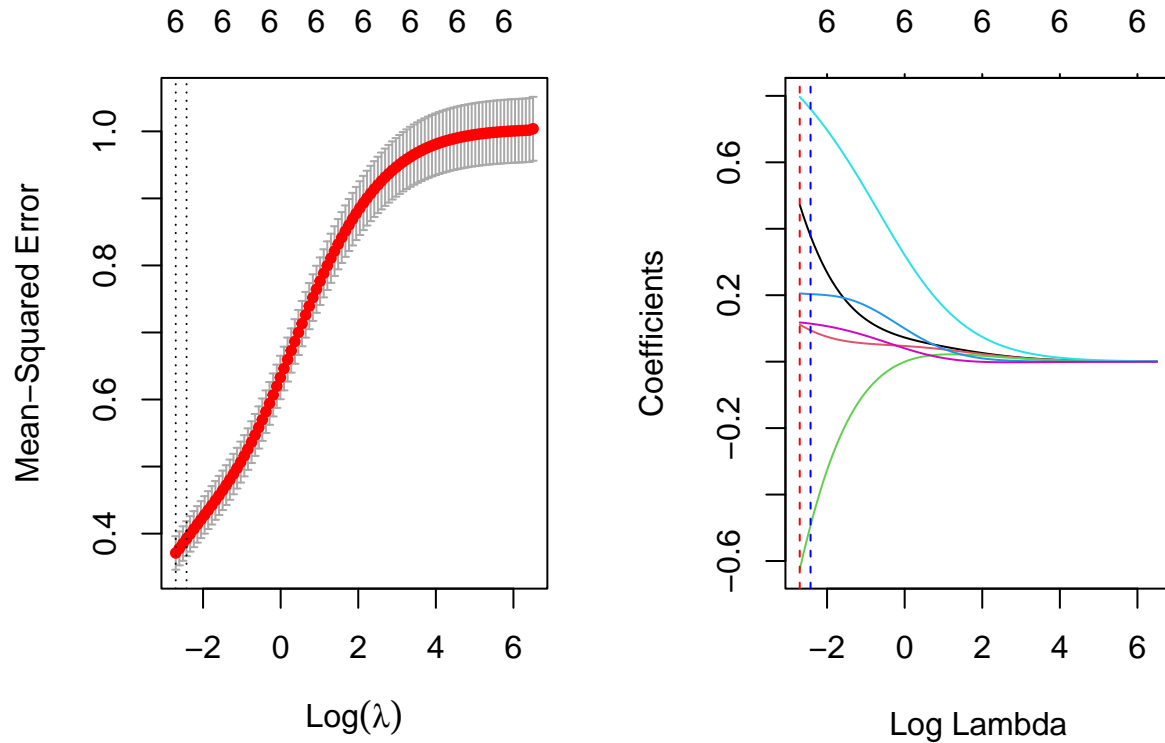 6 6 6 6 6 6 6 6
Mean−Squared Error
0.4 0.6 0.8 1.0
−2 0 2 4 6
Log(λ)
6 6 6 6 6
Coefficients
−0.6 −0.2 0.2 0.6
−2 0 2 4 6
Log Lambda